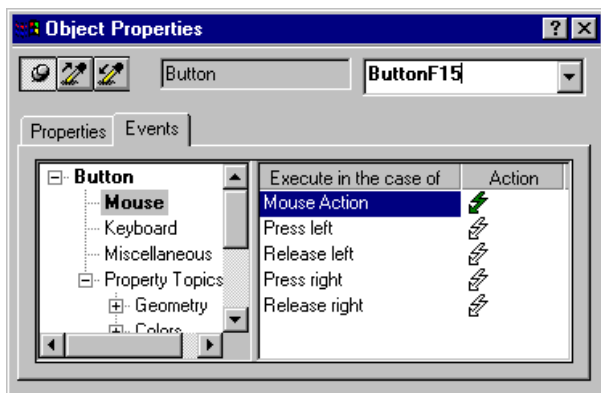 Object Properties
Button ButtonF15
Properties Events
Button
Mouse
Keyboard
Miscellaneous
Property Topics
Geometry
Colors
Execute in the case of Action
Mouse Action
Press left
Release left
Press right
Release right